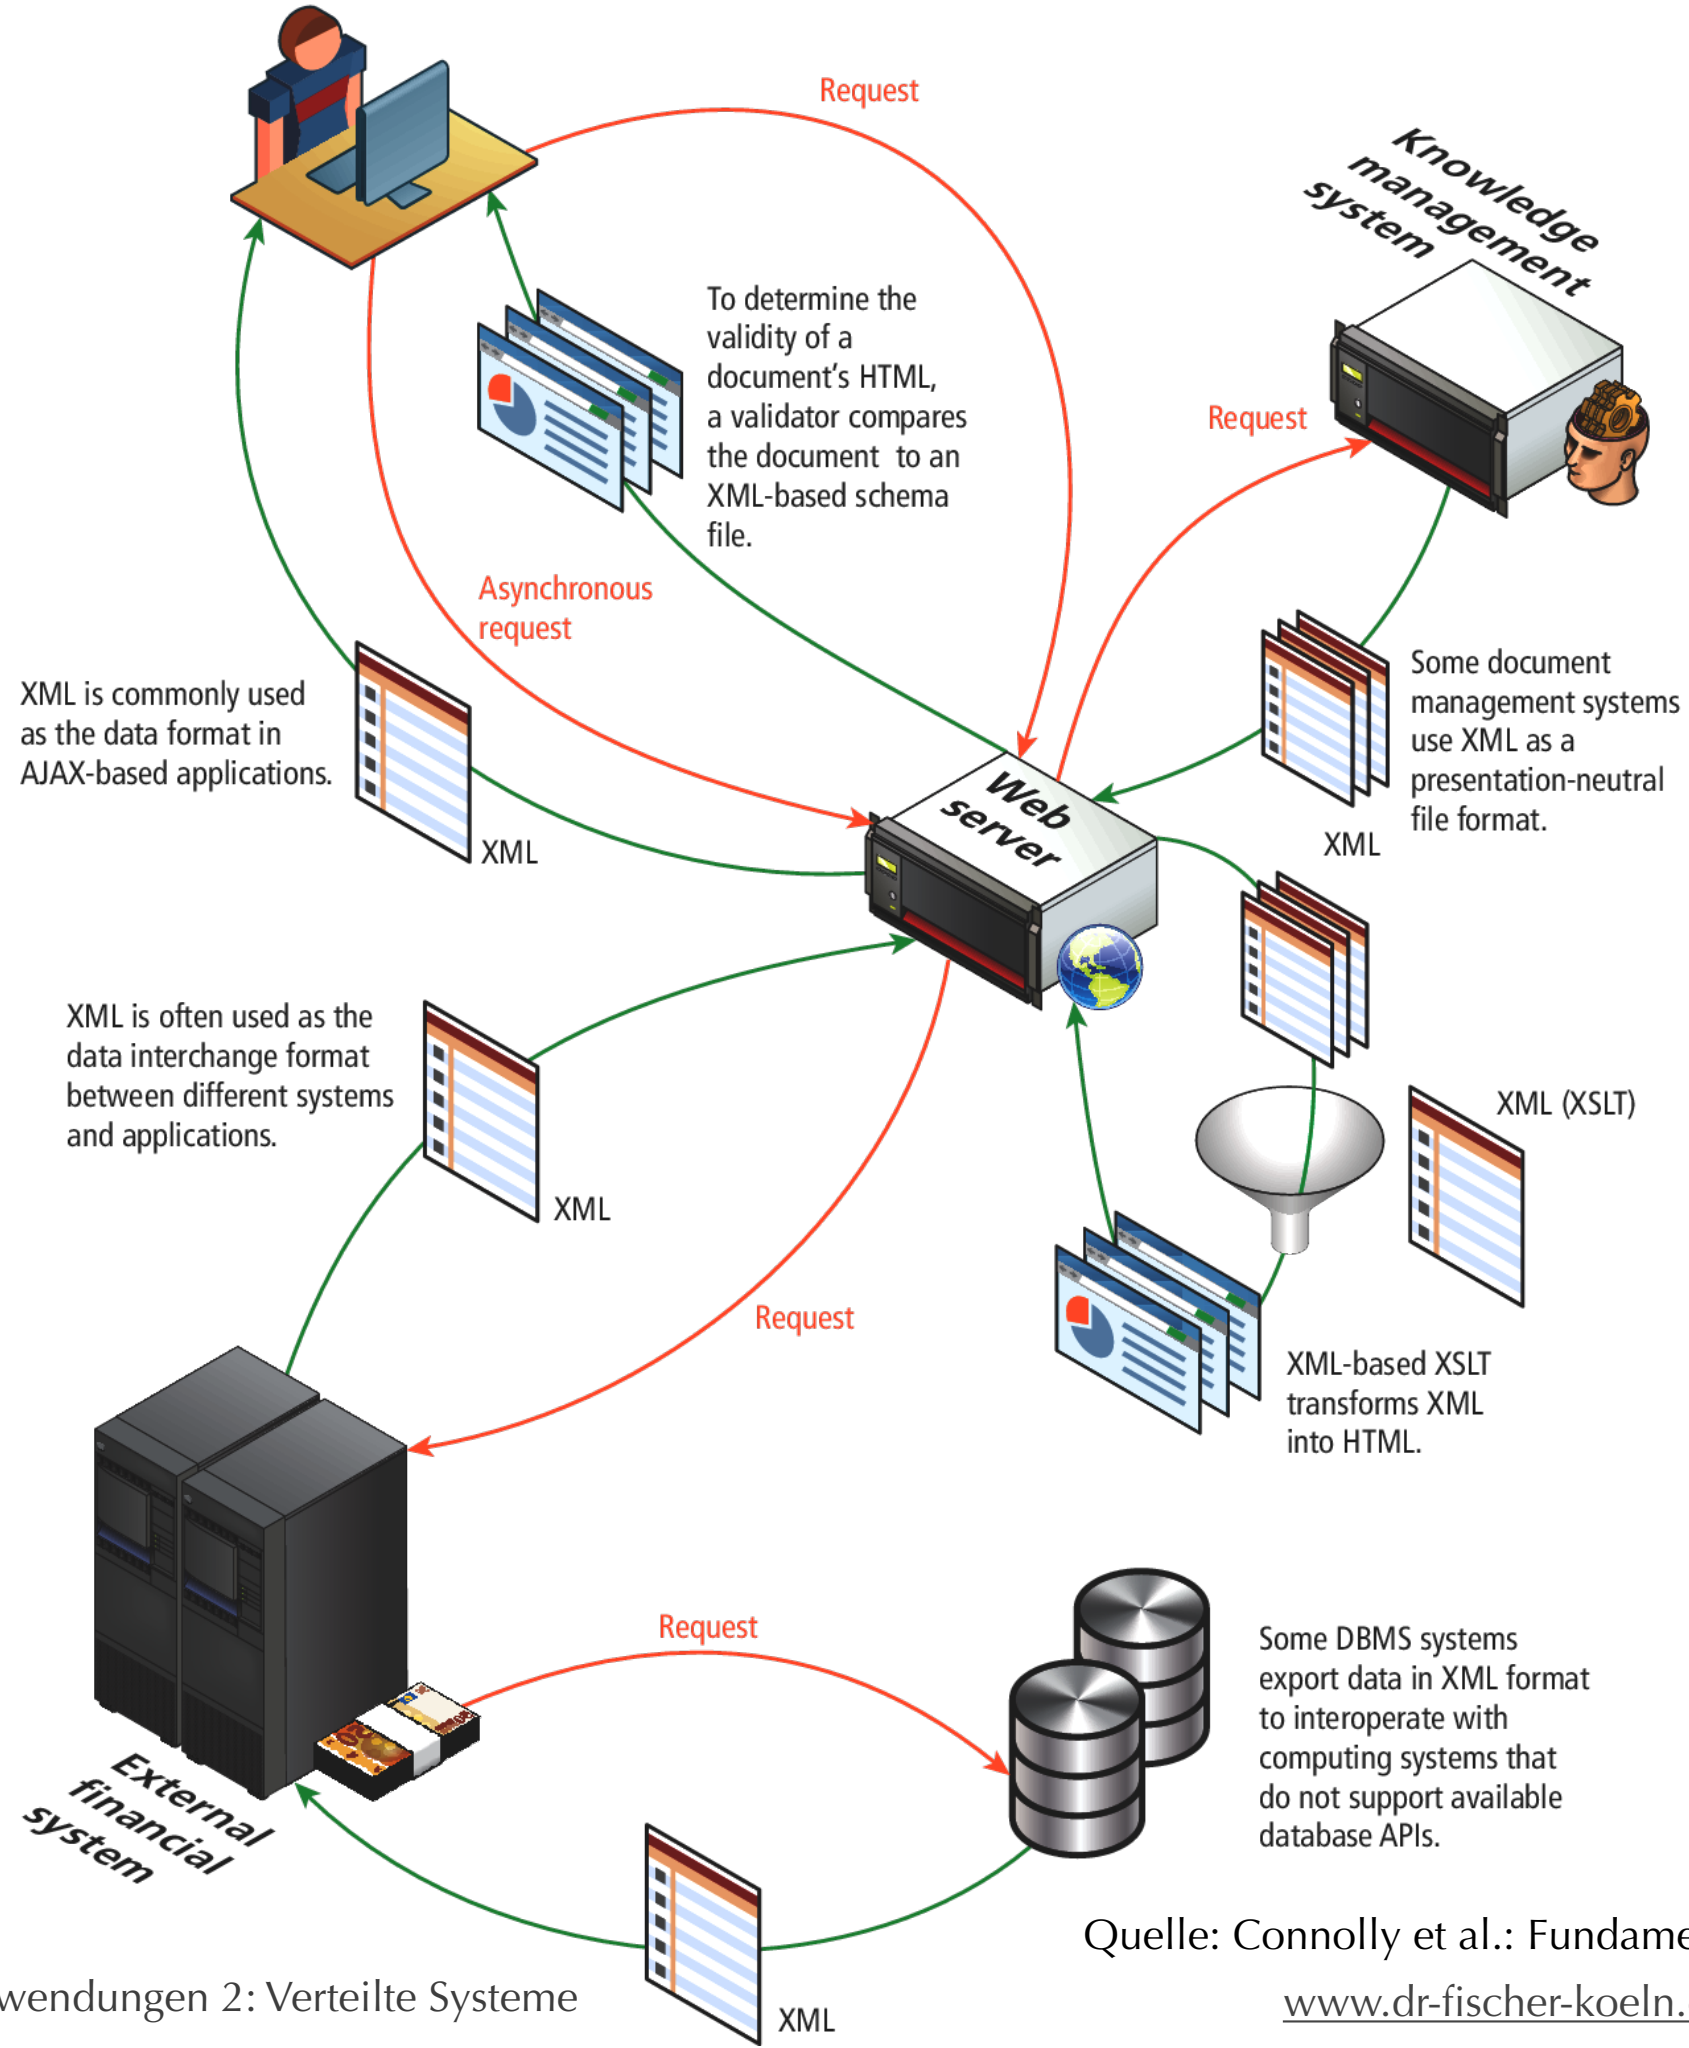 Request
Knowledge
management
system
To determine the
validity of a
document's HTML,
a validator compares
the document to an
XML-based schema
file.
Request
Asynchronous
request
XML is commonly used
as the data format in
AJAX-based applications.
XML
Some document
management systems
use XML as a
presentation-neutral
file format.
XML
Web
server
XML is often used as the
data interchange format
between different systems
and applications.
XML
XML (XSLT)
Request
XML-based XSLT
transforms XML
into HTML.
Request
Some DBMS systems
export data in XML format
to interoperate with
computing systems that
do not support available
database APIs.
External
financial
system
XML
Quelle: Connolly et al.: Fundame
wendungen 2: Verteilte Systeme
www.dr-fischer-koeln.